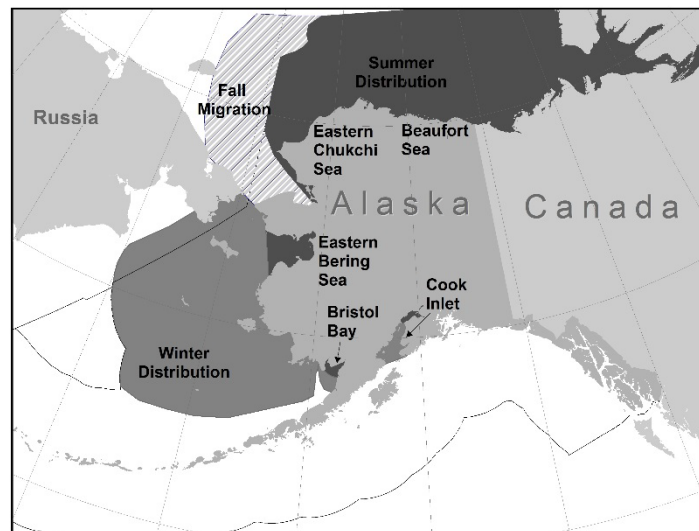 Summer
Distribution
Fall
Migration
Russia
Eastern
Chukchi
Sea
Beaufort
Sea
Alaska
Canada
Eastern
Bering
Sea
Cook
Inlet
Bristol
Bay
Winter
Distribution